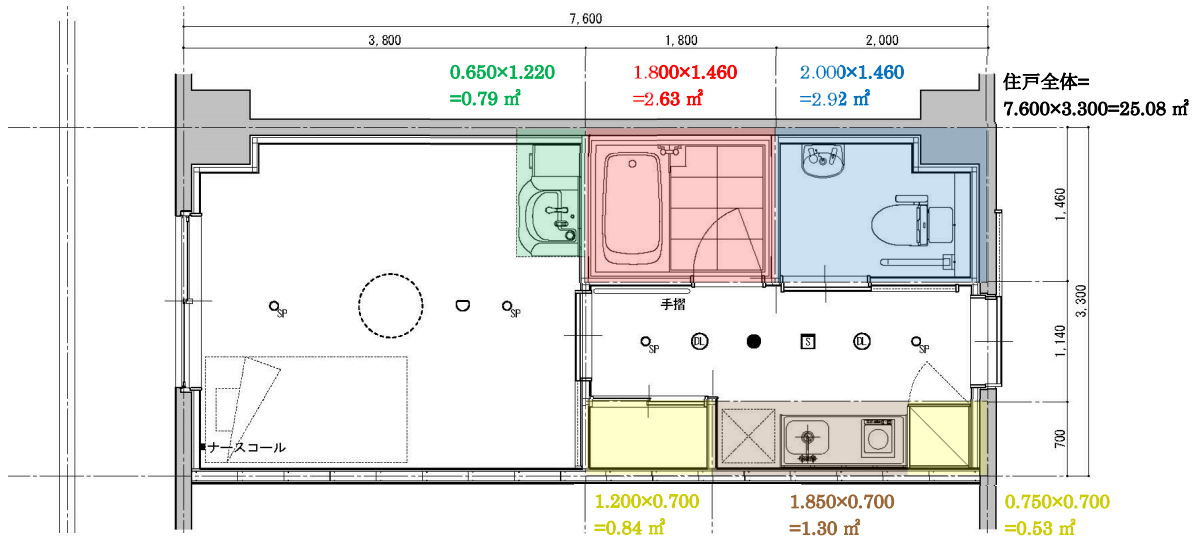 7,600
3,800
1,800
2,000
0.650×1.220
=0.79 ㎡
1.800×1.460
=2.63 ㎡
2.000×1.460
=2.92 ㎡
住戸全体=
7.600×3.300=25.08 ㎡
1,460
3,300
1,140
700
手摺
SP
SP
SP
DL
S
DL
SP
ナースコール
1.200×0.700
=0.84 ㎡
1.850×0.700
=1.30 ㎡
0.750×0.700
=0.53 ㎡